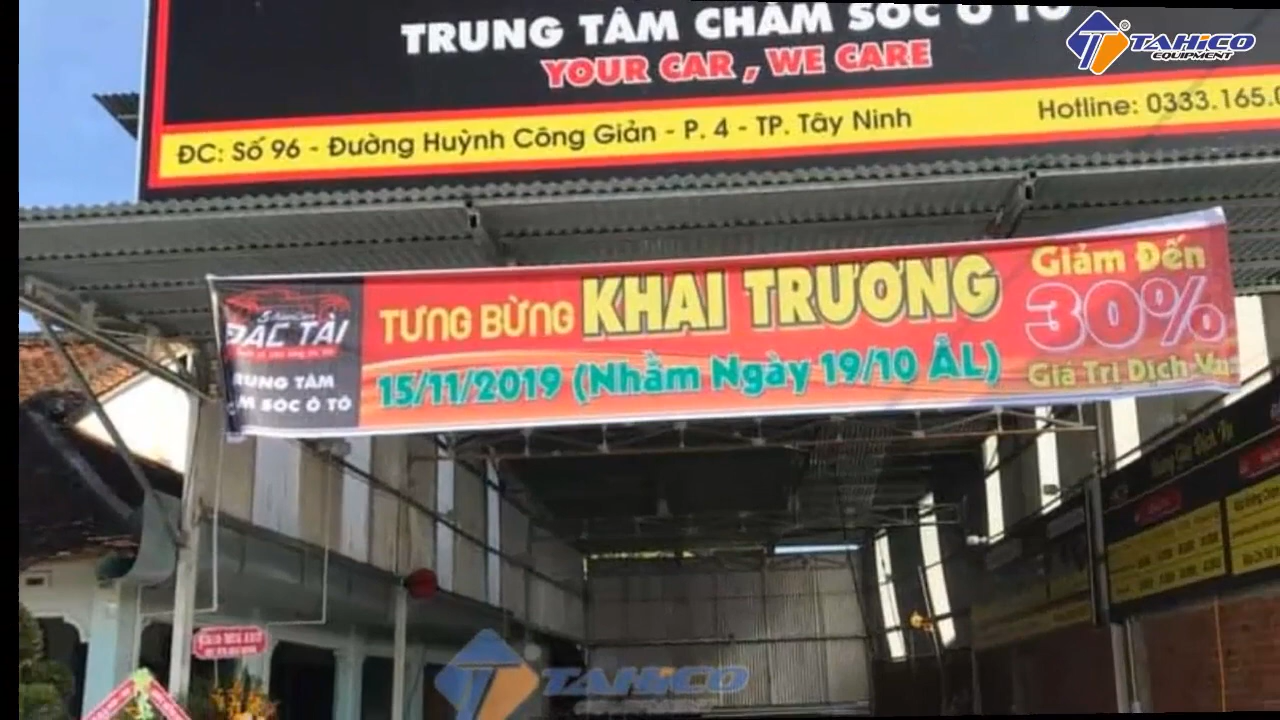 TRUNG TÂM CHĂM SÓC Ô TÔ
TAHICO
EQUIPMENT
YOUR CAR , WE CARE
ĐC: Số 96 - Đường Huỳnh Công Giản - P. 4 - TP. Tây Ninh
Hotline: 0333.165.0
ĐẮC TÀI
RUNG TÂM
M SÓC Ô TÔ
TƯNG BỪNG KHAI TRƯƠNG
15/11/2019 (Nhằm Ngày 19/10 ÂL)
Giảm Đến
30%
Giá Trị Dịch Vụ
TAHICO
EQUIPMENT